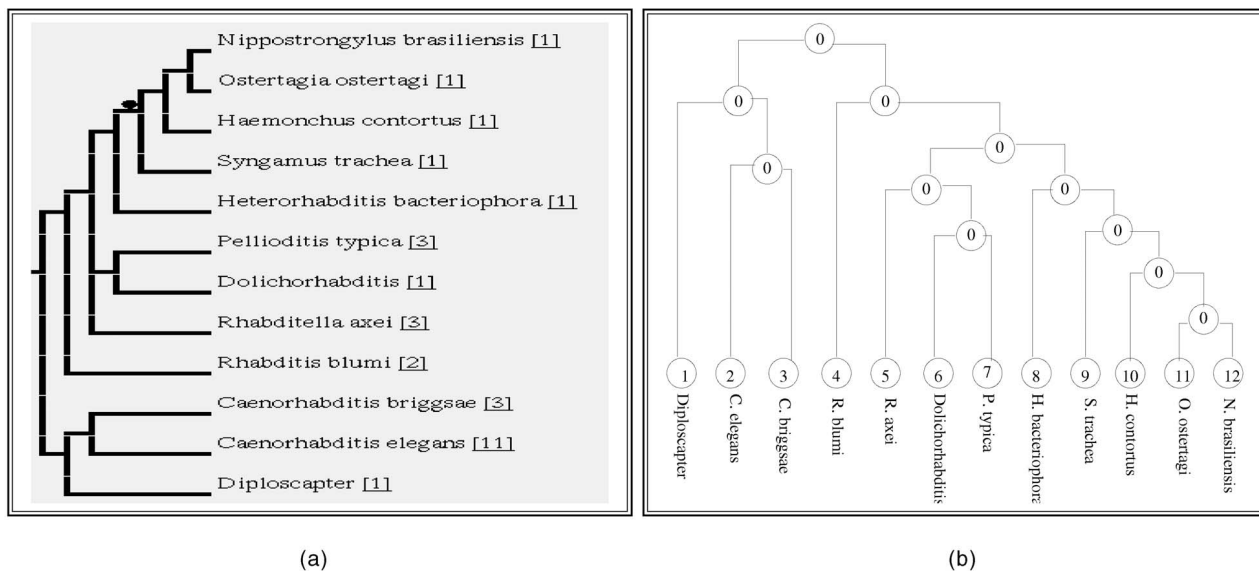 Nippostrongylus brasiliensis [1]
Ostertagia ostertagi [1]
Haemonchus contortus [1]
Syngamus trachea [1]
Heterorhabditis bacteriophora [1]
Pellioditis typica [3]
Dolichorhabditis [1]
Rhabditella axei [3]
Rhabditis blumi [2]
Caenorhabditis briggsae [3]
Caenorhabditis elegans [11]
Diploscapter [1]
(a)
0
0
0
0
0
0
0
0
0
0
0
1 2 3 4 5 6 7 8 9 10 11 12
Diploscapter
C. elegans
C. briggsae
R. blumi
R. axei
Dolichorhabditis
P. typica
H. bacteriophora
S. trachea
H. contortus
O. ostertagi
N. brasiliensis
(b)